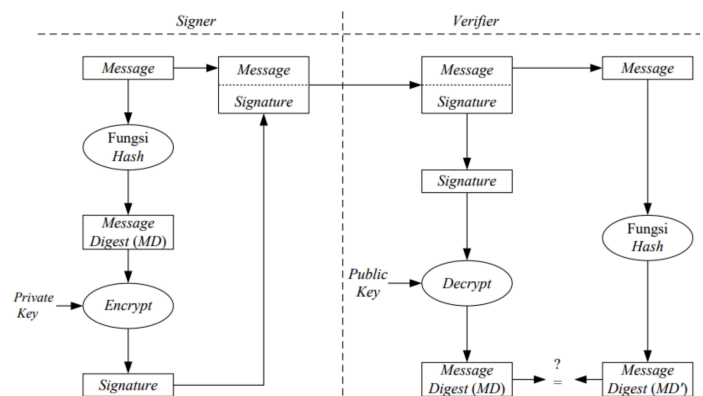 Signer
Verifier
Message
Message
Signature
Message
Signature
Message
Fungsi
Hash
Signature
Message
Digest (MD)
Fungsi
Hash
Private
Key
Encrypt
Public
Key
Decrypt
Signature
Message
Digest (MD)
?
=
Message
Digest (MD')